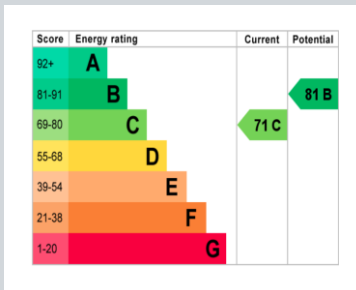 Score Energy rating Current Potential
92+ A
81-91 B 81 B
69-80 C 71 C
55-68 D
39-54 E
21-38 F
1-20 G